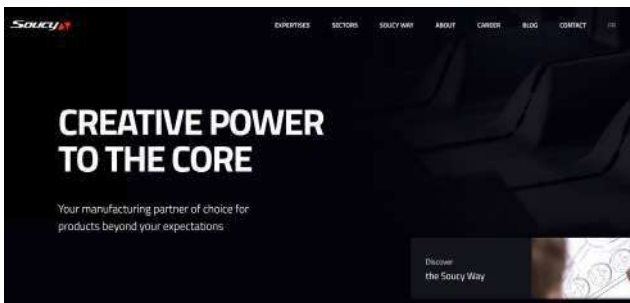 Soucy
EXPERTISES SECTORS SOUCY WAY ABOUT CAREER BLOG CONTACT FR
CREATIVE POWER
TO THE CORE
Your manufacturing partner of choice for
products beyond your expectations
Discover
the Soucy Way